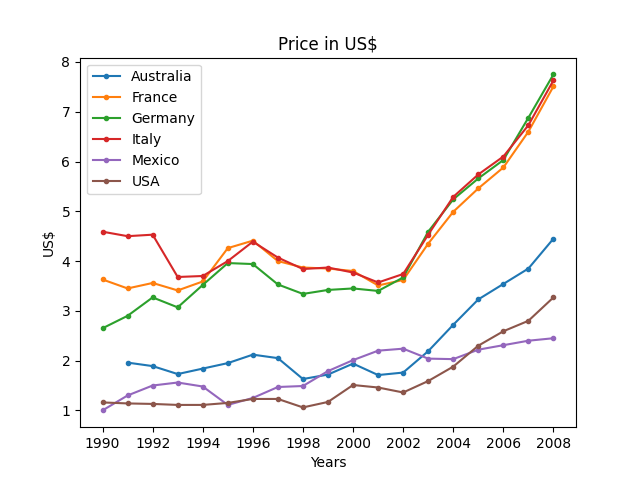 Price in US$
8
7
6
5
4
3
2
1
US$
Australia
France
Germany
Italy
Mexico
USA
1990 1992 1994 1996 1998 2000 2002 2004 2006 2008
Years